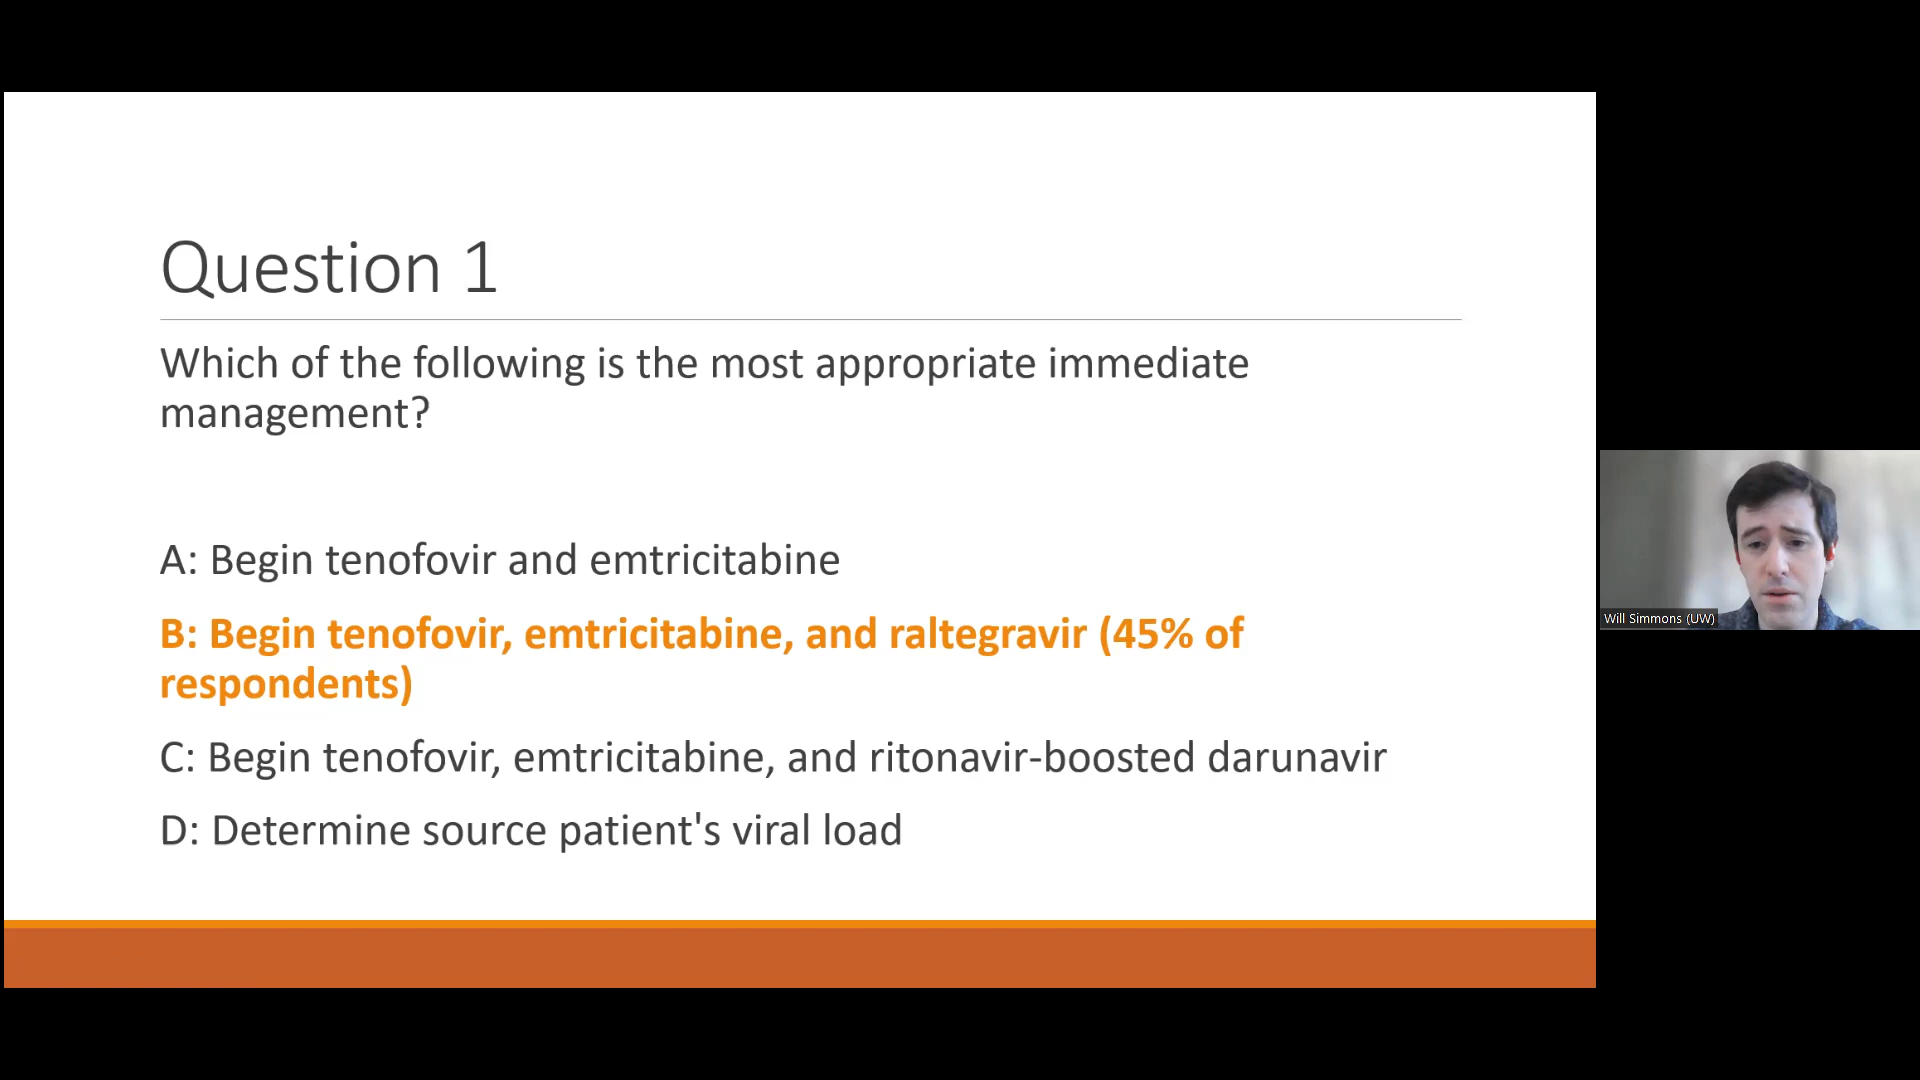 Question 1
Which of the following is the most appropriate immediate
management?
A: Begin tenofovir and emtricitabine
B: Begin tenofovir, emtricitabine, and raltegravir (45% of
respondents)
C: Begin tenofovir, emtricitabine, and ritonavir-boosted darunavir
D: Determine source patient's viral load
Will Simmons (UW)